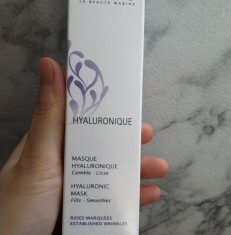 LA BEAUTÉ MARINE
HYALURONIQUE
MASQUE
HYALURONIQUE
Comble - Lisse
HYALURONIC
MASK
Fills - Smoothes
RIDES MARQUÉES
ESTABLISHED WRINKLES